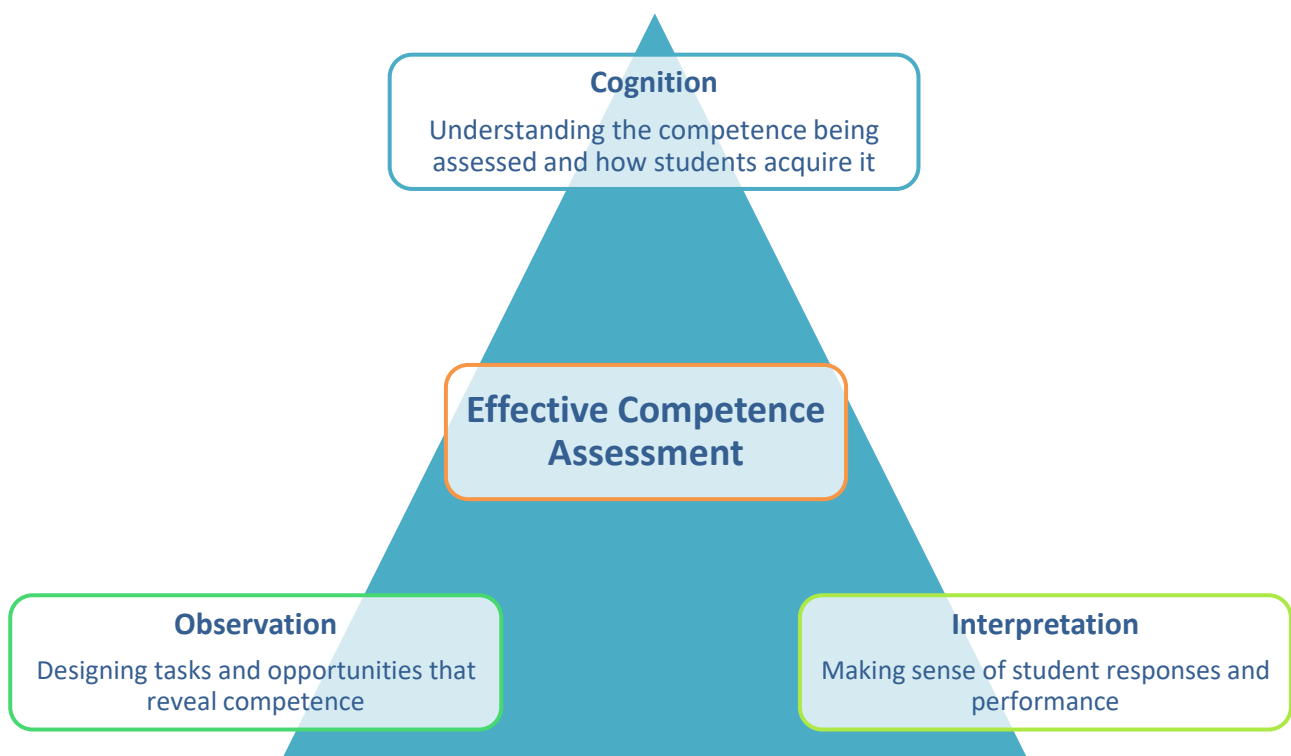 Cognition
Understanding the competence being
assessed and how students acquire it
Effective Competence
Assessment
Observation
Designing tasks and opportunities that
reveal competence
Interpretation
Making sense of student responses and
performance